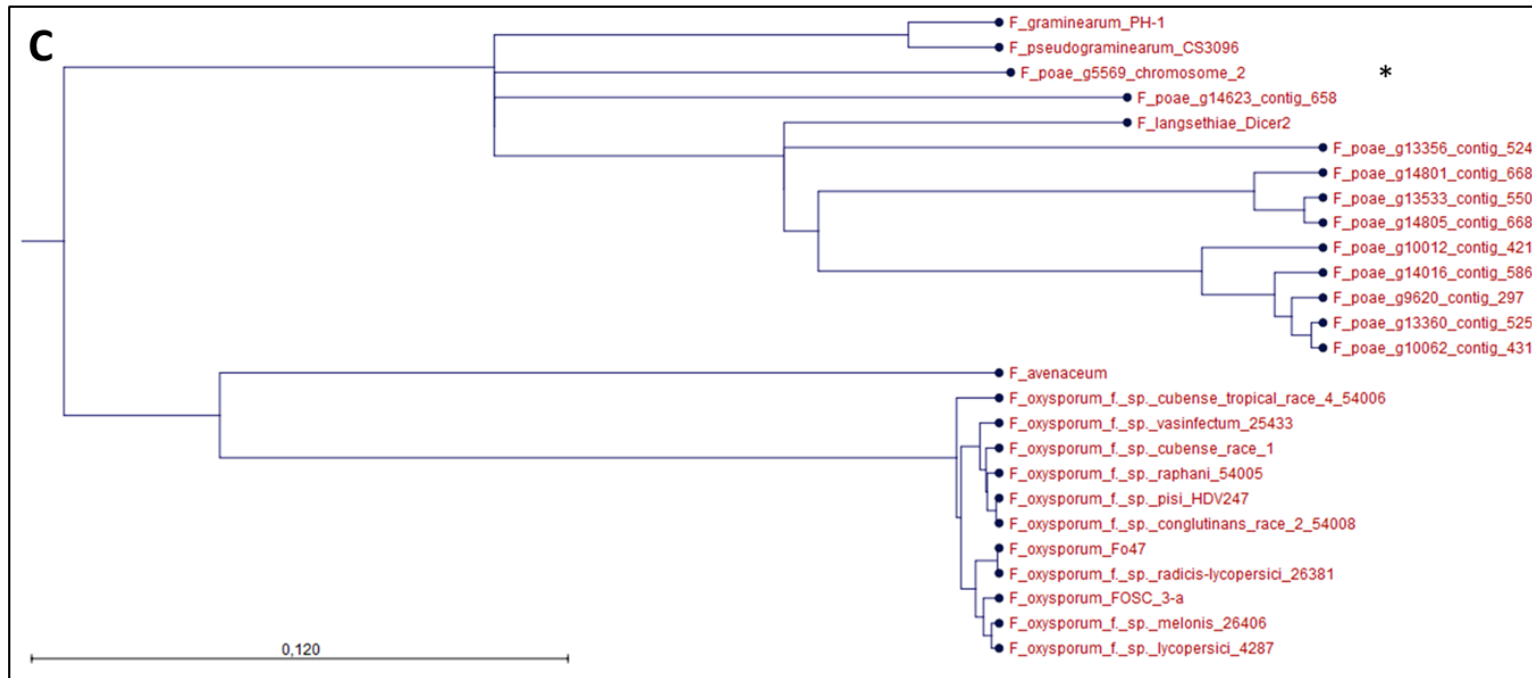 C
F_graminearum_PH-1
F_pseudograminearum_CS3096
F_poae_g5569_chromosome_2 *
F_poae_g14623_contig_658
F_langsethiae_Dicer2
F_poae_g13356_contig_524
F_poae_g14801_contig_668
F_poae_g13533_contig_550
F_poae_g14805_contig_668
F_poae_g10012_contig_421
F_poae_g14016_contig_586
F_poae_g9620_contig_297
F_poae_g13360_contig_525
F_poae_g10062_contig_431
F_avenaceum
F_oxysporum_f._sp._cubense_tropical_race_4_54006
F_oxysporum_f._sp._vasinfectum_25433
F_oxysporum_f._sp._cubense_race_1
F_oxysporum_f._sp._raphani_54005
F_oxysporum_f._sp._pisi_HDV247
F_oxysporum_f._sp._conglutinans_race_2_54008
F_oxysporum_Fo47
F_oxysporum_f._sp._radicis-lycopersici_26381
F_oxysporum_FOSC_3-a
F_oxysporum_f._sp._melonis_26406
F_oxysporum_f._sp._lycopersici_4287
0,120